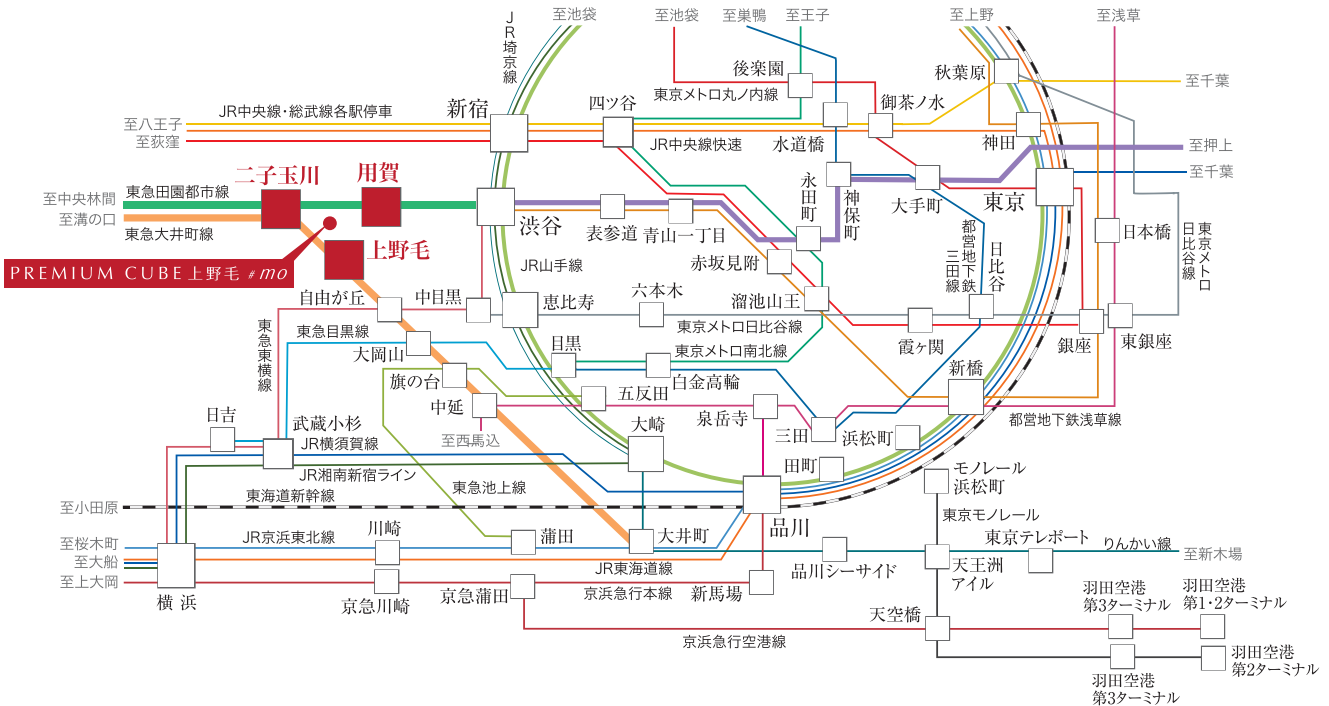 至池袋
至池袋
至巣鴨
至王子
至上野
至浅草
JR埼京線
後楽園
秋葉原
至千葉
東京メトロ丸ノ内線
新宿
四ツ谷
御茶ノ水
JR中央線・総武線各駅停車
至八王子
至荻窪
JR中央線快速
水道橋
神田
至押上
二子玉川
用賀
至千葉
永田町
神保町
大手町
東京
東急田園都市線
至中央林間
至溝の口
東急大井町線
渋谷
表参道
青山一丁目
都営地下鉄
三田線
日比谷
日本橋
東京メトロ
日比谷線
上野毛
赤坂見附
JR山手線
PREMIUM CUBE 上野毛 #mo
自由が丘
中目黒
恵比寿
六本木
溜池山王
東急東横線
東急目黒線
東京メトロ日比谷線
霞ヶ関
銀座
東銀座
大岡山
目黒
東京メトロ南北線
新橋
旗の台
白金高輪
五反田
中延
泉岳寺
都営地下鉄浅草線
日吉
武蔵小杉
至西馬込
大崎
三田
浜松町
JR横須賀線
田町
モノレール
浜松町
JR湘南新宿ライン
東急池上線
東海道新幹線
至小田原
品川
東京モノレール
川崎
蒲田
大井町
東京テレポート
りんかい線
至桜木町
JR京浜東北線
至新木場
至大船
JR東海道線
品川シーサイド
天王洲
アイル
至上大岡
横浜
京急川崎
京急蒲田
京浜急行本線
新馬場
羽田空港
第3ターミナル
羽田空港
第1・2ターミナル
天空橋
京浜急行空港線
羽田空港
第3ターミナル
羽田空港
第2ターミナル